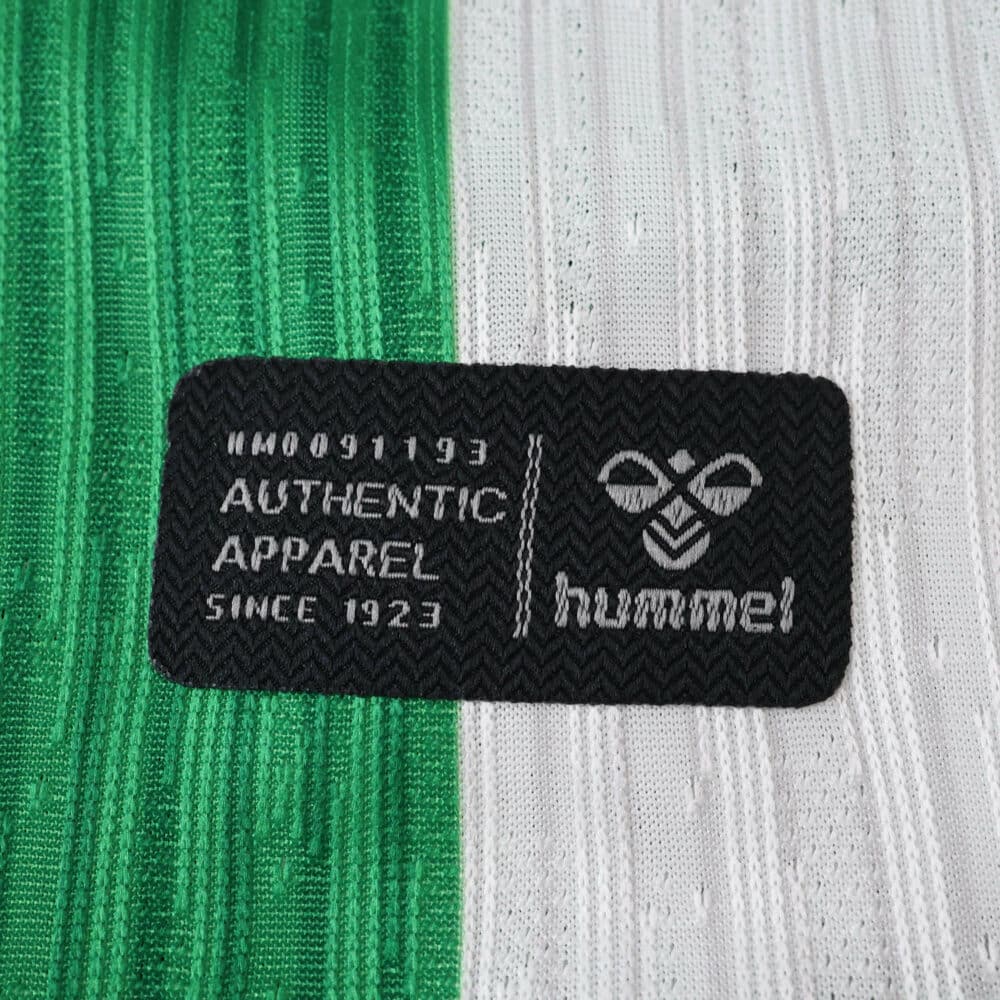 HM0091193
AUTHENTIC
APPAREL
SINCE 1923
hummel